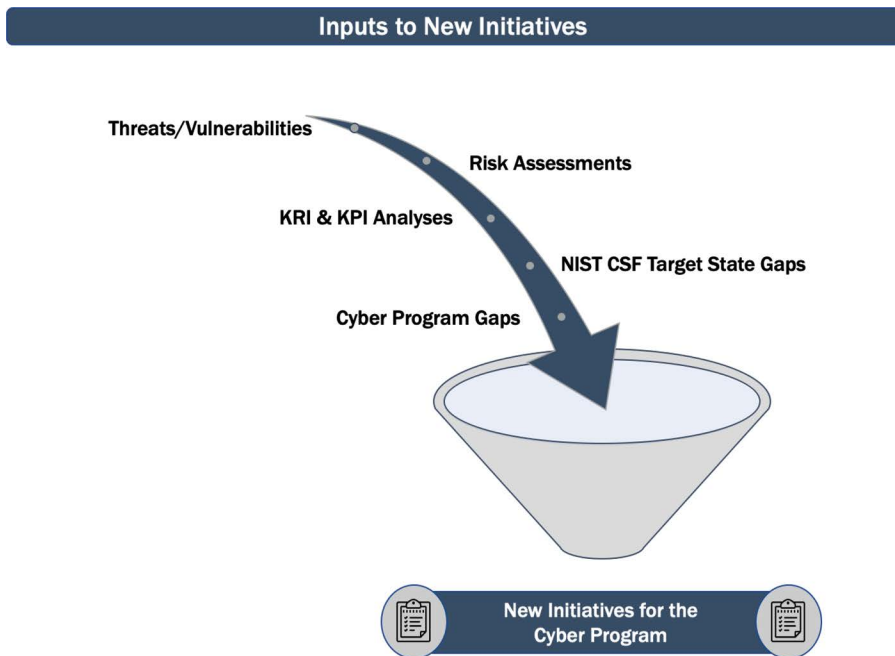 Inputs to New Initiatives
Threats/Vulnerabilities
Risk Assessments
KRI & KPI Analyses
NIST CSF Target State Gaps
Cyber Program Gaps
New Initiatives for the
Cyber Program